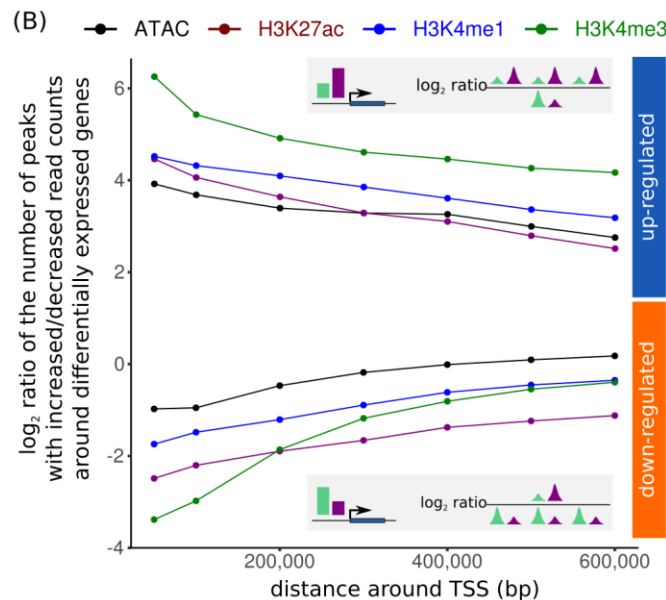 (B)
ATAC H3K27ac H3K4me1 H3K4me3
log₂ ratio of the number of peaks
with increased/decreased read counts
around differentially expressed genes
6
4
2
0
-2
-4
log₂ ratio
up-regulated
log₂ ratio
down-regulated
200,000 400,000 600,000
distance around TSS (bp)